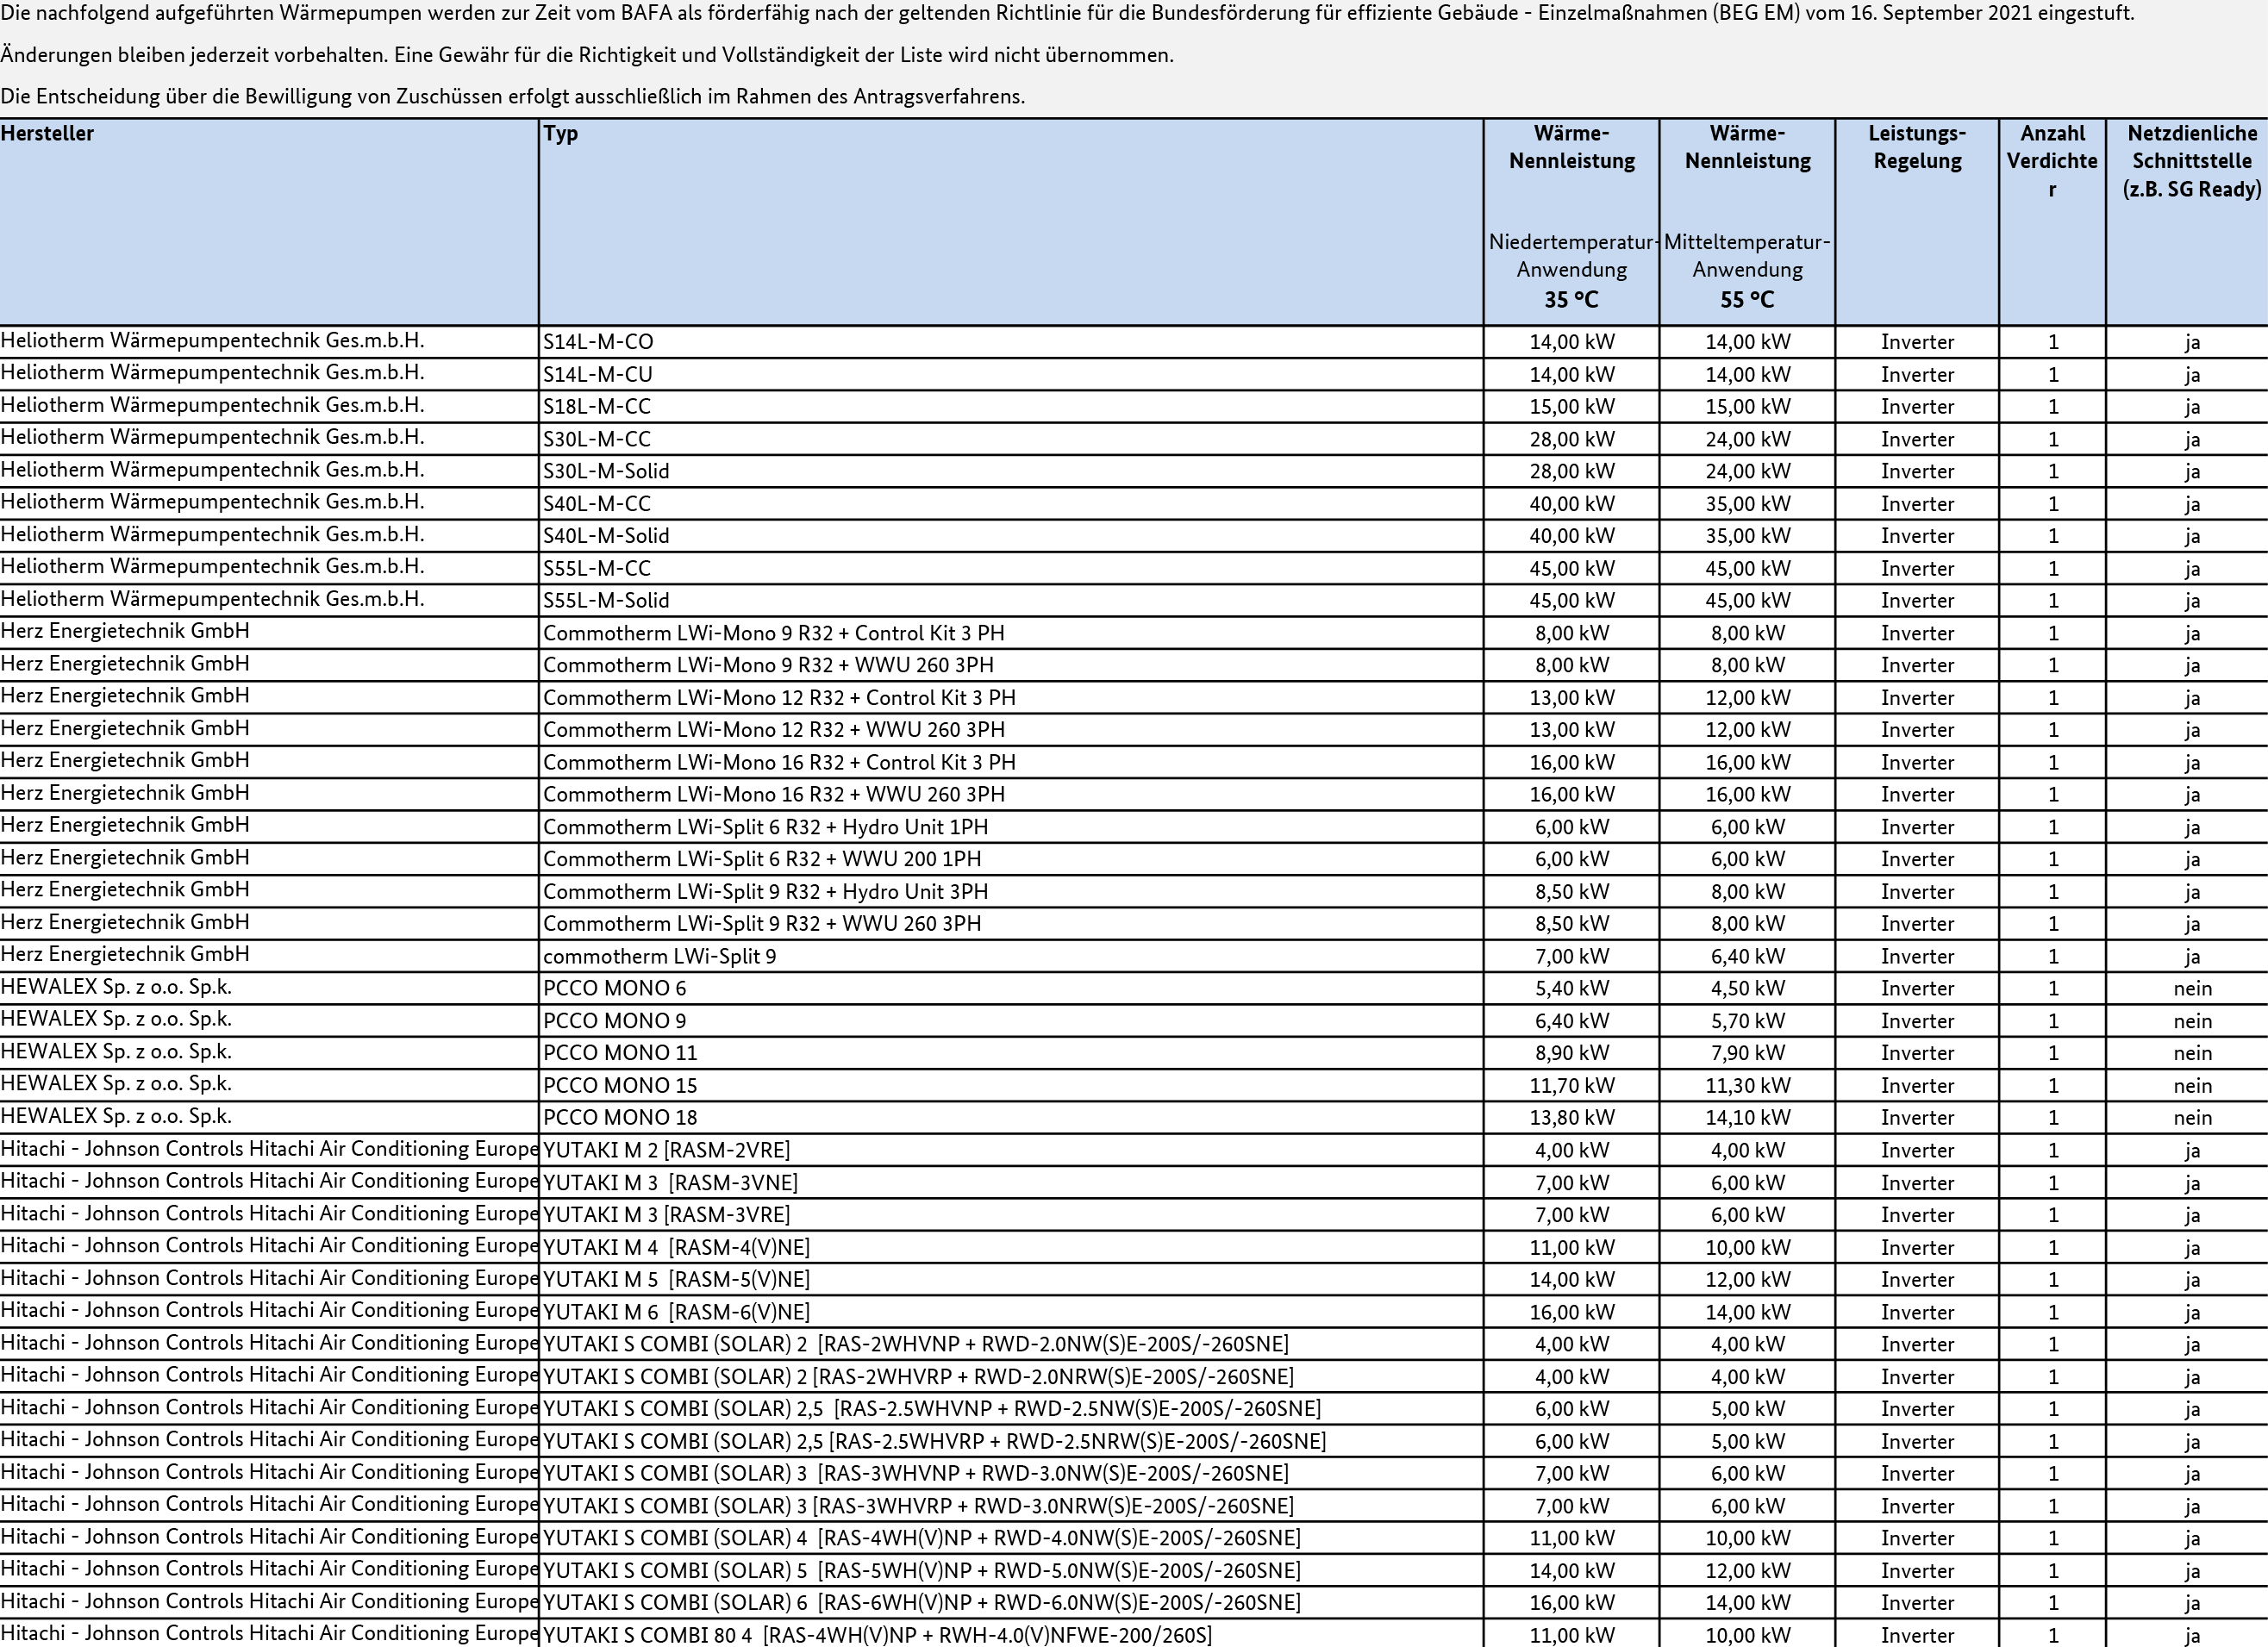 Die nachfolgend aufgeführten Wärmepumpen werden zur Zeit vom BAFA als förderfähig nach der geltenden Richtlinie für die Bundesförderung für effiziente Gebäude - Einzelmaßnahmen (BEG EM) vom 16. September 2021 eingestuft.
Änderungen bleiben jederzeit vorbehalten. Eine Gewähr für die Richtigkeit und Vollständigkeit der Liste wird nicht übernommen.
Die Entscheidung über die Bewilligung von Zuschüssen erfolgt ausschließlich im Rahmen des Antragsverfahrens.
Hersteller Typ Wärme- Wärme- Leistungs- Anzahl Netzdienliche
Nennleistung Nennleistung Regelung Verdichte Schnittstelle
r (z.B. SG Ready)
Niedertemperatur- Mitteltemperatur-
Anwendung Anwendung
35 °C 55 °C
Heliotherm Wärmepumpentechnik Ges.m.b.H. S14L-M-CO 14,00 kW 14,00 kW Inverter 1 ja
Heliotherm Wärmepumpentechnik Ges.m.b.H. S14L-M-CU 14,00 kW 14,00 kW Inverter 1 ja
Heliotherm Wärmepumpentechnik Ges.m.b.H. S18L-M-CC 15,00 kW 15,00 kW Inverter 1 ja
Heliotherm Wärmepumpentechnik Ges.m.b.H. S30L-M-CC 28,00 kW 24,00 kW Inverter 1 ja
Heliotherm Wärmepumpentechnik Ges.m.b.H. S30L-M-Solid 28,00 kW 24,00 kW Inverter 1 ja
Heliotherm Wärmepumpentechnik Ges.m.b.H. S40L-M-CC 40,00 kW 35,00 kW Inverter 1 ja
Heliotherm Wärmepumpentechnik Ges.m.b.H. S40L-M-Solid 40,00 kW 35,00 kW Inverter 1 ja
Heliotherm Wärmepumpentechnik Ges.m.b.H. S55L-M-CC 45,00 kW 45,00 kW Inverter 1 ja
Heliotherm Wärmepumpentechnik Ges.m.b.H. S55L-M-Solid 45,00 kW 45,00 kW Inverter 1 ja
Herz Energietechnik GmbH Commotherm LWi-Mono 9 R32 + Control Kit 3 PH 8,00 kW 8,00 kW Inverter 1 ja
Herz Energietechnik GmbH Commotherm LWi-Mono 9 R32 + WWU 260 3PH 8,00 kW 8,00 kW Inverter 1 ja
Herz Energietechnik GmbH Commotherm LWi-Mono 12 R32 + Control Kit 3 PH 13,00 kW 12,00 kW Inverter 1 ja
Herz Energietechnik GmbH Commotherm LWi-Mono 12 R32 + WWU 260 3PH 13,00 kW 12,00 kW Inverter 1 ja
Herz Energietechnik GmbH Commotherm LWi-Mono 16 R32 + Control Kit 3 PH 16,00 kW 16,00 kW Inverter 1 ja
Herz Energietechnik GmbH Commotherm LWi-Mono 16 R32 + WWU 260 3PH 16,00 kW 16,00 kW Inverter 1 ja
Herz Energietechnik GmbH Commotherm LWi-Split 6 R32 + Hydro Unit 1PH 6,00 kW 6,00 kW Inverter 1 ja
Herz Energietechnik GmbH Commotherm LWi-Split 6 R32 + WWU 200 1PH 6,00 kW 6,00 kW Inverter 1 ja
Herz Energietechnik GmbH Commotherm LWi-Split 9 R32 + Hydro Unit 3PH 8,50 kW 8,00 kW Inverter 1 ja
Herz Energietechnik GmbH Commotherm LWi-Split 9 R32 + WWU 260 3PH 8,50 kW 8,00 kW Inverter 1 ja
Herz Energietechnik GmbH commotherm LWi-Split 9 7,00 kW 6,40 kW Inverter 1 ja
HEWALEX Sp. z o.o. Sp.k. PCCO MONO 6 5,40 kW 4,50 kW Inverter 1 nein
HEWALEX Sp. z o.o. Sp.k. PCCO MONO 9 6,40 kW 5,70 kW Inverter 1 nein
HEWALEX Sp. z o.o. Sp.k. PCCO MONO 11 8,90 kW 7,90 kW Inverter 1 nein
HEWALEX Sp. z o.o. Sp.k. PCCO MONO 15 11,70 kW 11,30 kW Inverter 1 nein
HEWALEX Sp. z o.o. Sp.k. PCCO MONO 18 13,80 kW 14,10 kW Inverter 1 nein
Hitachi - Johnson Controls Hitachi Air Conditioning Europe YUTAKI M 2 [RASM-2VRE] 4,00 kW 4,00 kW Inverter 1 ja
Hitachi - Johnson Controls Hitachi Air Conditioning Europe YUTAKI M 3 [RASM-3VNE] 7,00 kW 6,00 kW Inverter 1 ja
Hitachi - Johnson Controls Hitachi Air Conditioning Europe YUTAKI M 3 [RASM-3VRE] 7,00 kW 6,00 kW Inverter 1 ja
Hitachi - Johnson Controls Hitachi Air Conditioning Europe YUTAKI M 4 [RASM-4(V)NE] 11,00 kW 10,00 kW Inverter 1 ja
Hitachi - Johnson Controls Hitachi Air Conditioning Europe YUTAKI M 5 [RASM-5(V)NE] 14,00 kW 12,00 kW Inverter 1 ja
Hitachi - Johnson Controls Hitachi Air Conditioning Europe YUTAKI M 6 [RASM-6(V)NE] 16,00 kW 14,00 kW Inverter 1 ja
Hitachi - Johnson Controls Hitachi Air Conditioning Europe YUTAKI S COMBI (SOLAR) 2 [RAS-2WHVNP + RWD-2.0NW(S)E-200S/-260SNE] 4,00 kW 4,00 kW Inverter 1 ja
Hitachi - Johnson Controls Hitachi Air Conditioning Europe YUTAKI S COMBI (SOLAR) 2 [RAS-2WHVRP + RWD-2.0NRW(S)E-200S/-260SNE] 4,00 kW 4,00 kW Inverter 1 ja
Hitachi - Johnson Controls Hitachi Air Conditioning Europe YUTAKI S COMBI (SOLAR) 2,5 [RAS-2.5WHVNP + RWD-2.5NW(S)E-200S/-260SNE] 6,00 kW 5,00 kW Inverter 1 ja
Hitachi - Johnson Controls Hitachi Air Conditioning Europe YUTAKI S COMBI (SOLAR) 2,5 [RAS-2.5WHVRP + RWD-2.5NRW(S)E-200S/-260SNE] 6,00 kW 5,00 kW Inverter 1 ja
Hitachi - Johnson Controls Hitachi Air Conditioning Europe YUTAKI S COMBI (SOLAR) 3 [RAS-3WHVNP + RWD-3.0NW(S)E-200S/-260SNE] 7,00 kW 6,00 kW Inverter 1 ja
Hitachi - Johnson Controls Hitachi Air Conditioning Europe YUTAKI S COMBI (SOLAR) 3 [RAS-3WHVRP + RWD-3.0NRW(S)E-200S/-260SNE] 7,00 kW 6,00 kW Inverter 1 ja
Hitachi - Johnson Controls Hitachi Air Conditioning Europe YUTAKI S COMBI (SOLAR) 4 [RAS-4WH(V)NP + RWD-4.0NW(S)E-200S/-260SNE] 11,00 kW 10,00 kW Inverter 1 ja
Hitachi - Johnson Controls Hitachi Air Conditioning Europe YUTAKI S COMBI (SOLAR) 5 [RAS-5WH(V)NP + RWD-5.0NW(S)E-200S/-260SNE] 14,00 kW 12,00 kW Inverter 1 ja
Hitachi - Johnson Controls Hitachi Air Conditioning Europe YUTAKI S COMBI (SOLAR) 6 [RAS-6WH(V)NP + RWD-6.0NW(S)E-200S/-260SNE] 16,00 kW 14,00 kW Inverter 1 ja
Hitachi - Johnson Controls Hitachi Air Conditioning Europe YUTAKI S COMBI 80 4 [RAS-4WH(V)NP + RWH-4.0(V)NFWE-200/260S] 11,00 kW 10,00 kW Inverter 1 ja